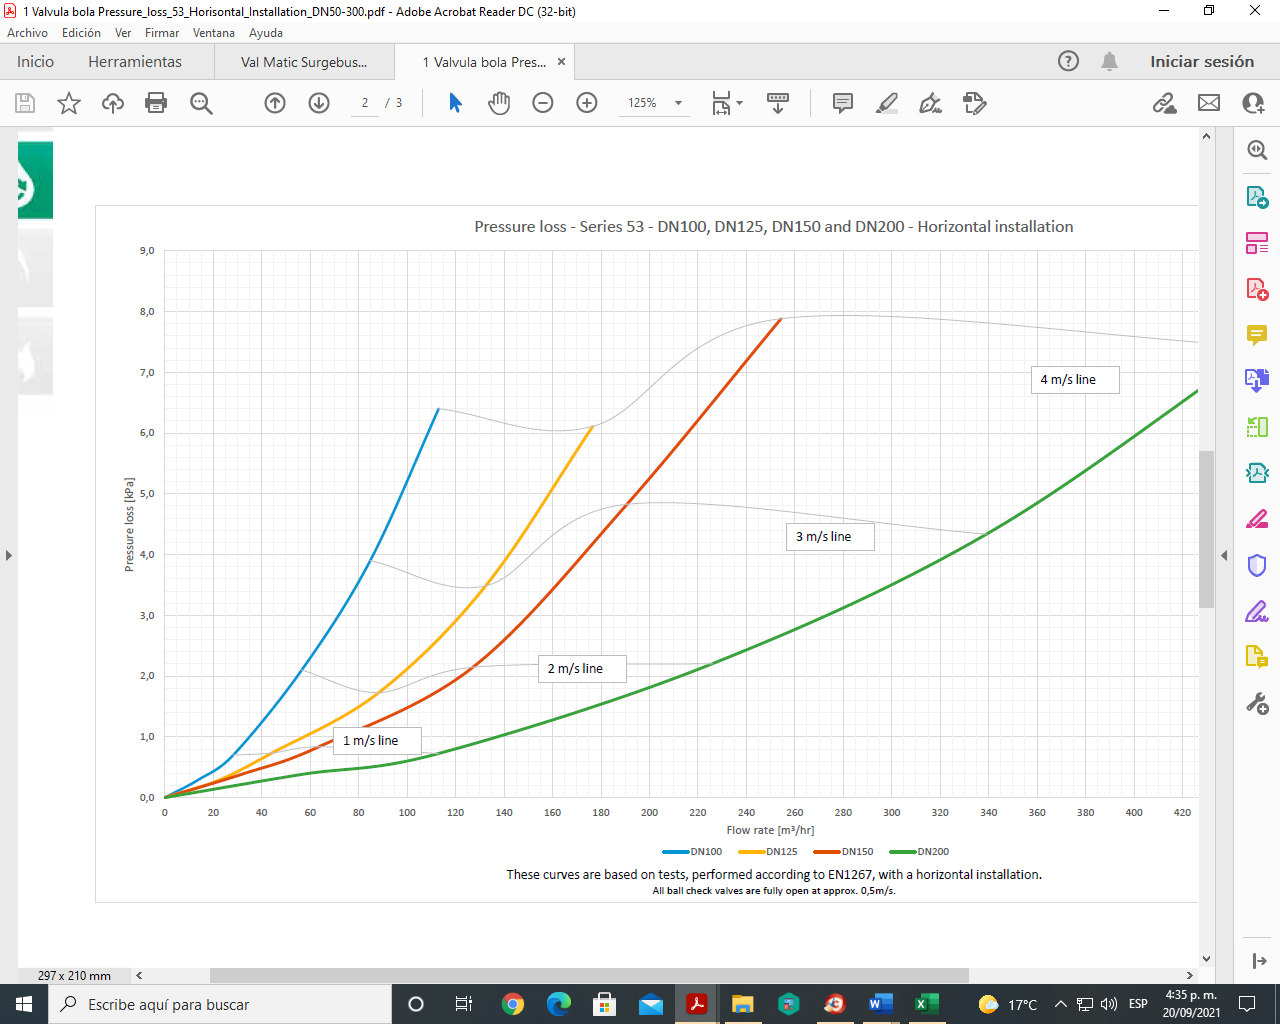 1 Valvula bola Pressure_loss_53_Horisontal_Installation_DN50-300.pdf - Adobe Acrobat Reader DC (32-bit)
Archivo Edición Ver Firmar Ventana Ayuda
Inicio Herramientas Val Matic Surgebus... 1 Valvula bola Pres... × Iniciar sesión
2 / 3 125%
Pressure loss - Series 53 - DN100, DN125, DN150 and DN200 - Horizontal installation
9,0
8,0
7,0
6,0
5,0
4,0
3,0
2,0
1,0
0,0
Pressure loss [kPa]
4 m/s line
3 m/s line
2 m/s line
1 m/s line
0 20 40 60 80 100 120 140 160 180 200 220 240 260 280 300 320 340 360 380 400 420
Flow rate [m³/hr]
DN100 DN125 DN150 DN200
These curves are based on tests, performed according to EN1267, with a horizontal installation.
All ball check valves are fully open at approx. 0,5m/s.
297 x 210 mm
Escribe aquí para buscar 17°C ESP 4:35 p. m.
20/09/2021